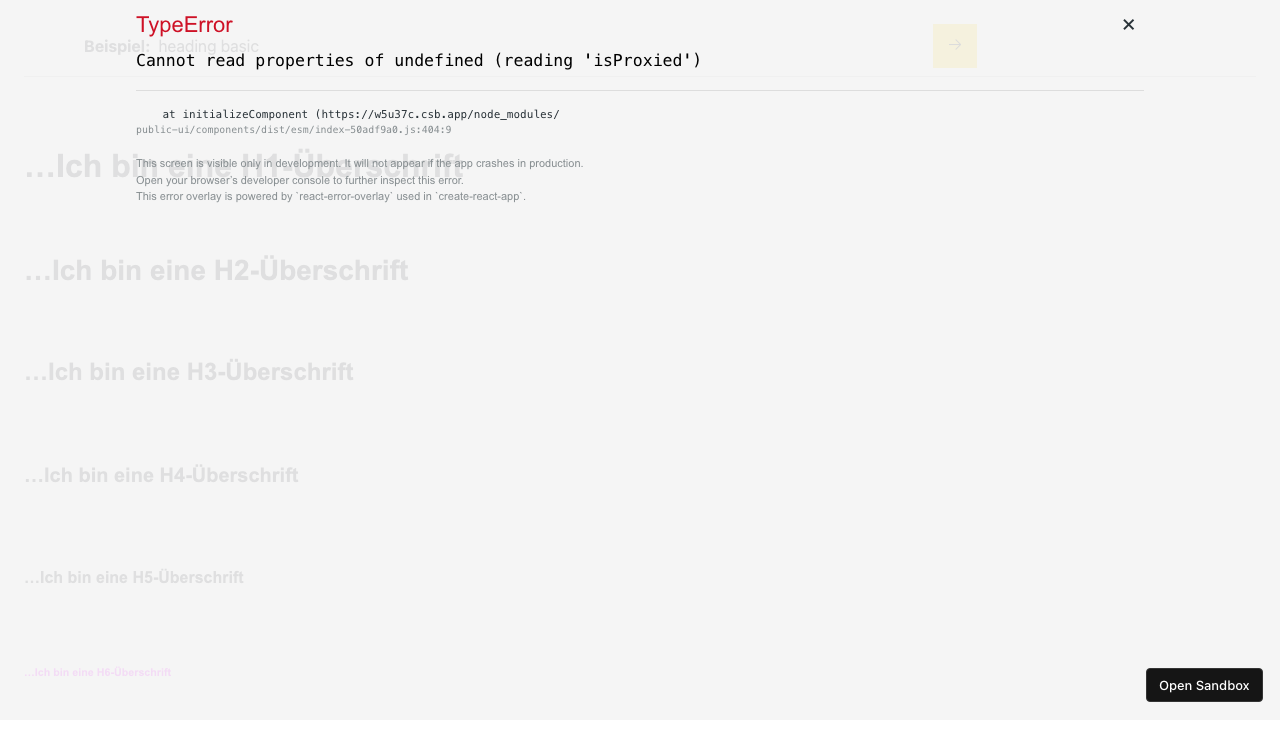 TypeError
Beispiel: heading basic
→
Cannot read properties of undefined (reading 'isProxied')
at initializeComponent (https://w5u37c.csb.app/node_modules/
public-ui/components/dist/esm/index-50adf9a0.js:404:9
…Ich bin eine H1-Überschrift
This screen is visible only in development. It will not appear if the app crashes in production.
Open your browser's developer console to further inspect this error.
This error overlay is powered by `react-error-overlay` used in `create-react-app`.
…Ich bin eine H2-Überschrift
…Ich bin eine H3-Überschrift
…Ich bin eine H4-Überschrift
…Ich bin eine H5-Überschrift
…Ich bin eine H6-Überschrift
Open Sandbox